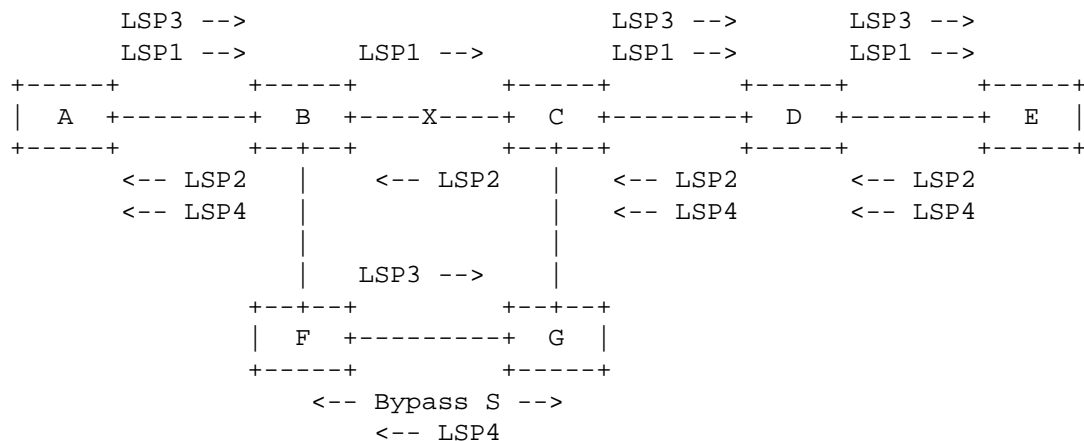 LSP3 --> LSP3 --> LSP3 -->
LSP1 --> LSP1 --> LSP1 --> LSP1 -->
+-----+ +-----+ +-----+ +-----+ +-----+
| A +--------+ B +----X----+ C +--------+ D +--------+ E |
+-----+ +--+--+ +--+--+ +-----+ +-----+
<-- LSP2 | <-- LSP2 | <-- LSP2 <-- LSP2
<-- LSP4 | | <-- LSP4 <-- LSP4
| |
| LSP3 --> |
+--+--+ +--+--+
| F +---------+ G |
+-----+ +-----+
<-- Bypass S -->
<-- LSP4